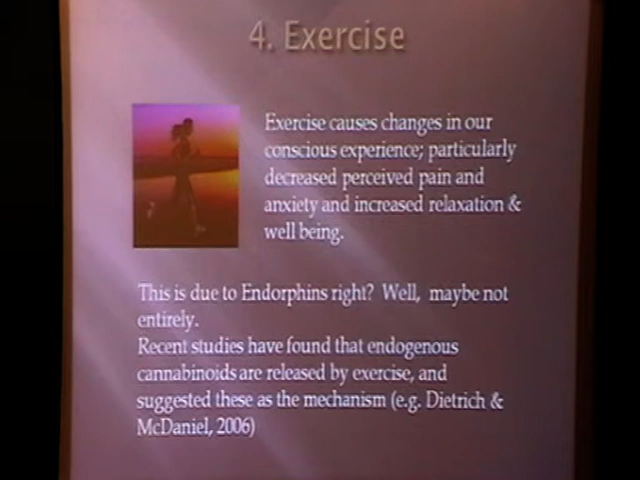 4. Exercise
Exercise causes changes in our
conscious experience; particularly
decreased perceived pain and
anxiety and increased relaxation &
well being.
This is due to Endorphins right? Well, maybe not
entirely.
Recent studies have found that endogenous
cannabinoids are released by exercise, and
suggested these as the mechanism (e.g. Dietrich &
McDaniel, 2006)